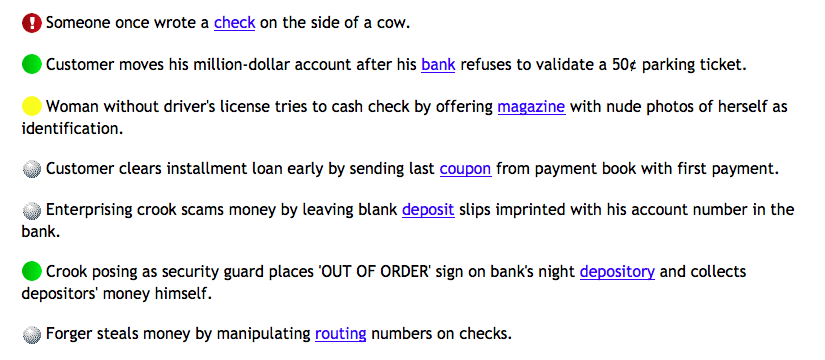 Someone once wrote a check on the side of a cow.
Customer moves his million-dollar account after his bank refuses to validate a 50¢ parking ticket.
Woman without driver's license tries to cash check by offering magazine with nude photos of herself as
identification.
Customer clears installment loan early by sending last coupon from payment book with first payment.
Enterprising crook scams money by leaving blank deposit slips imprinted with his account number in the
bank.
Crook posing as security guard places 'OUT OF ORDER' sign on bank's night depository and collects
depositors' money himself.
Forger steals money by manipulating routing numbers on checks.